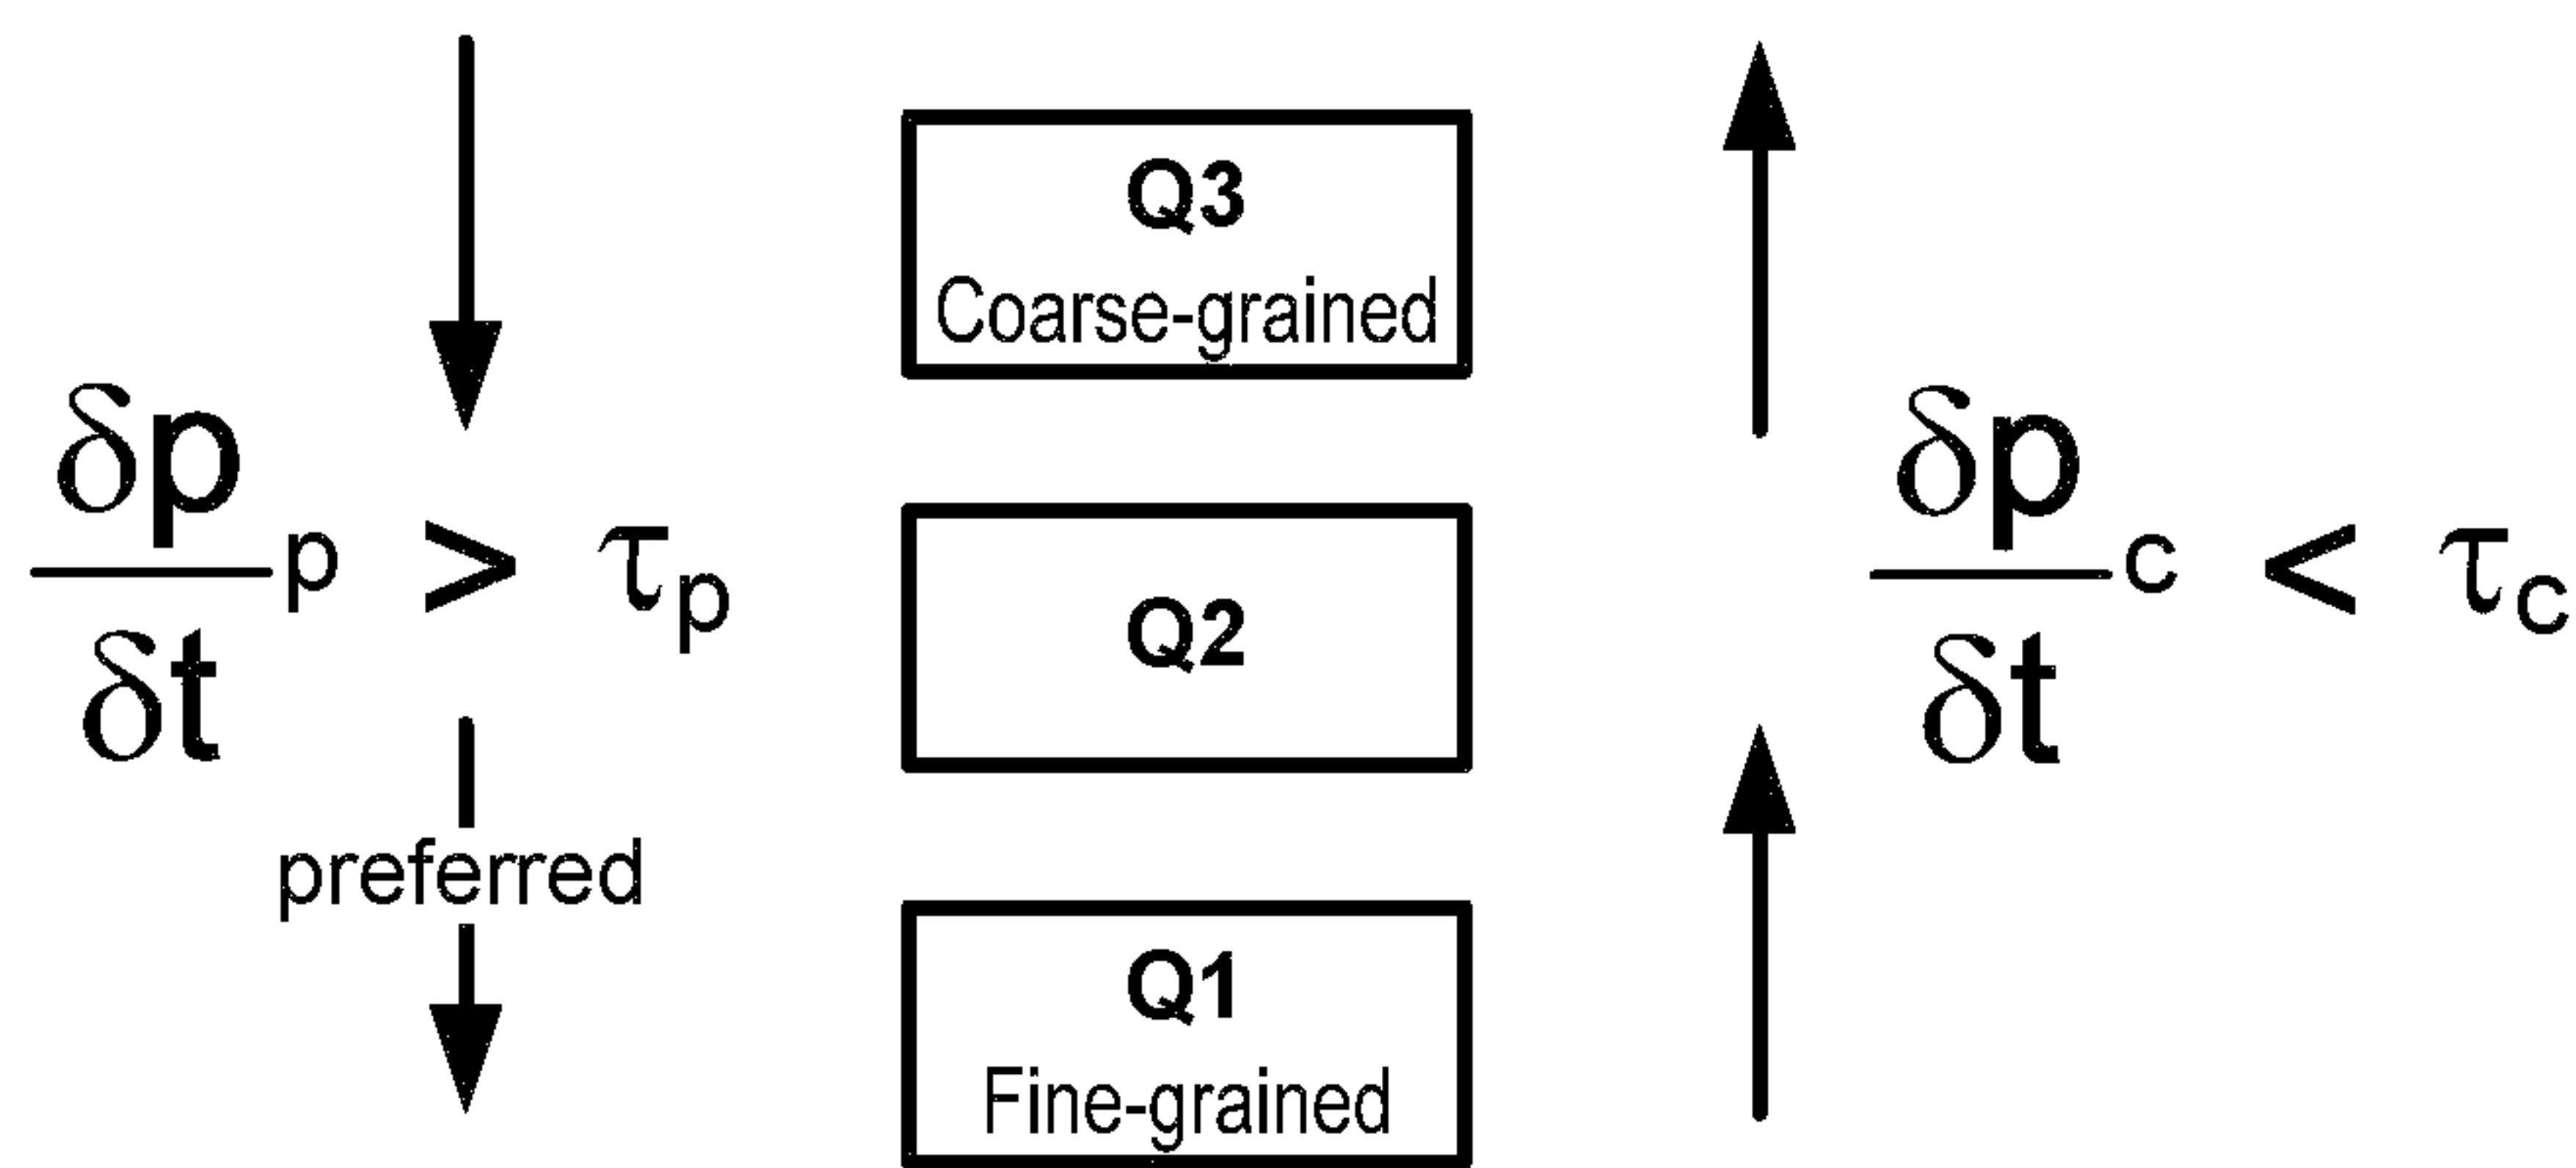 Q3
Coarse-grained
δp
δt
p > τp
Q2
δp
δt
c < τc
preferred
Q1
Fine-grained